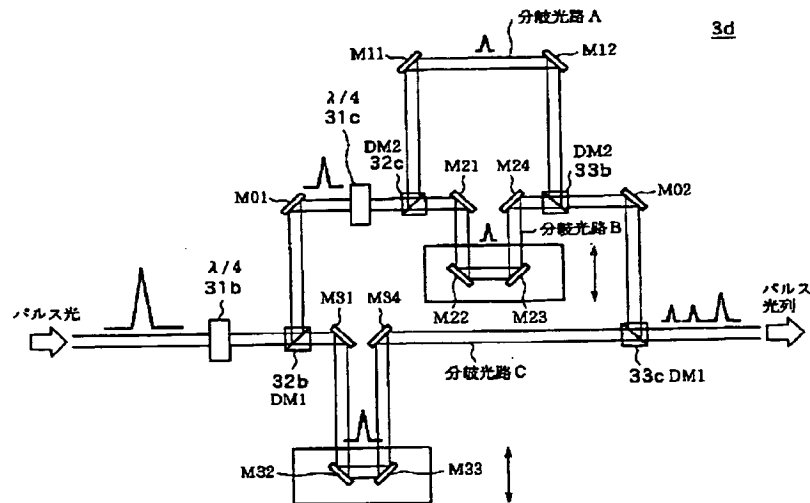 分岐光路A
3d
M11
M12
λ/4
31c
DM2
32c
M21
M24
DM2
33b
M01
M02
分岐光路B
λ/4
31b
パルス光
M31
M34
M22
M23
パルス
光列
32b
DM1
分岐光路C
33c DM1
M32
M33